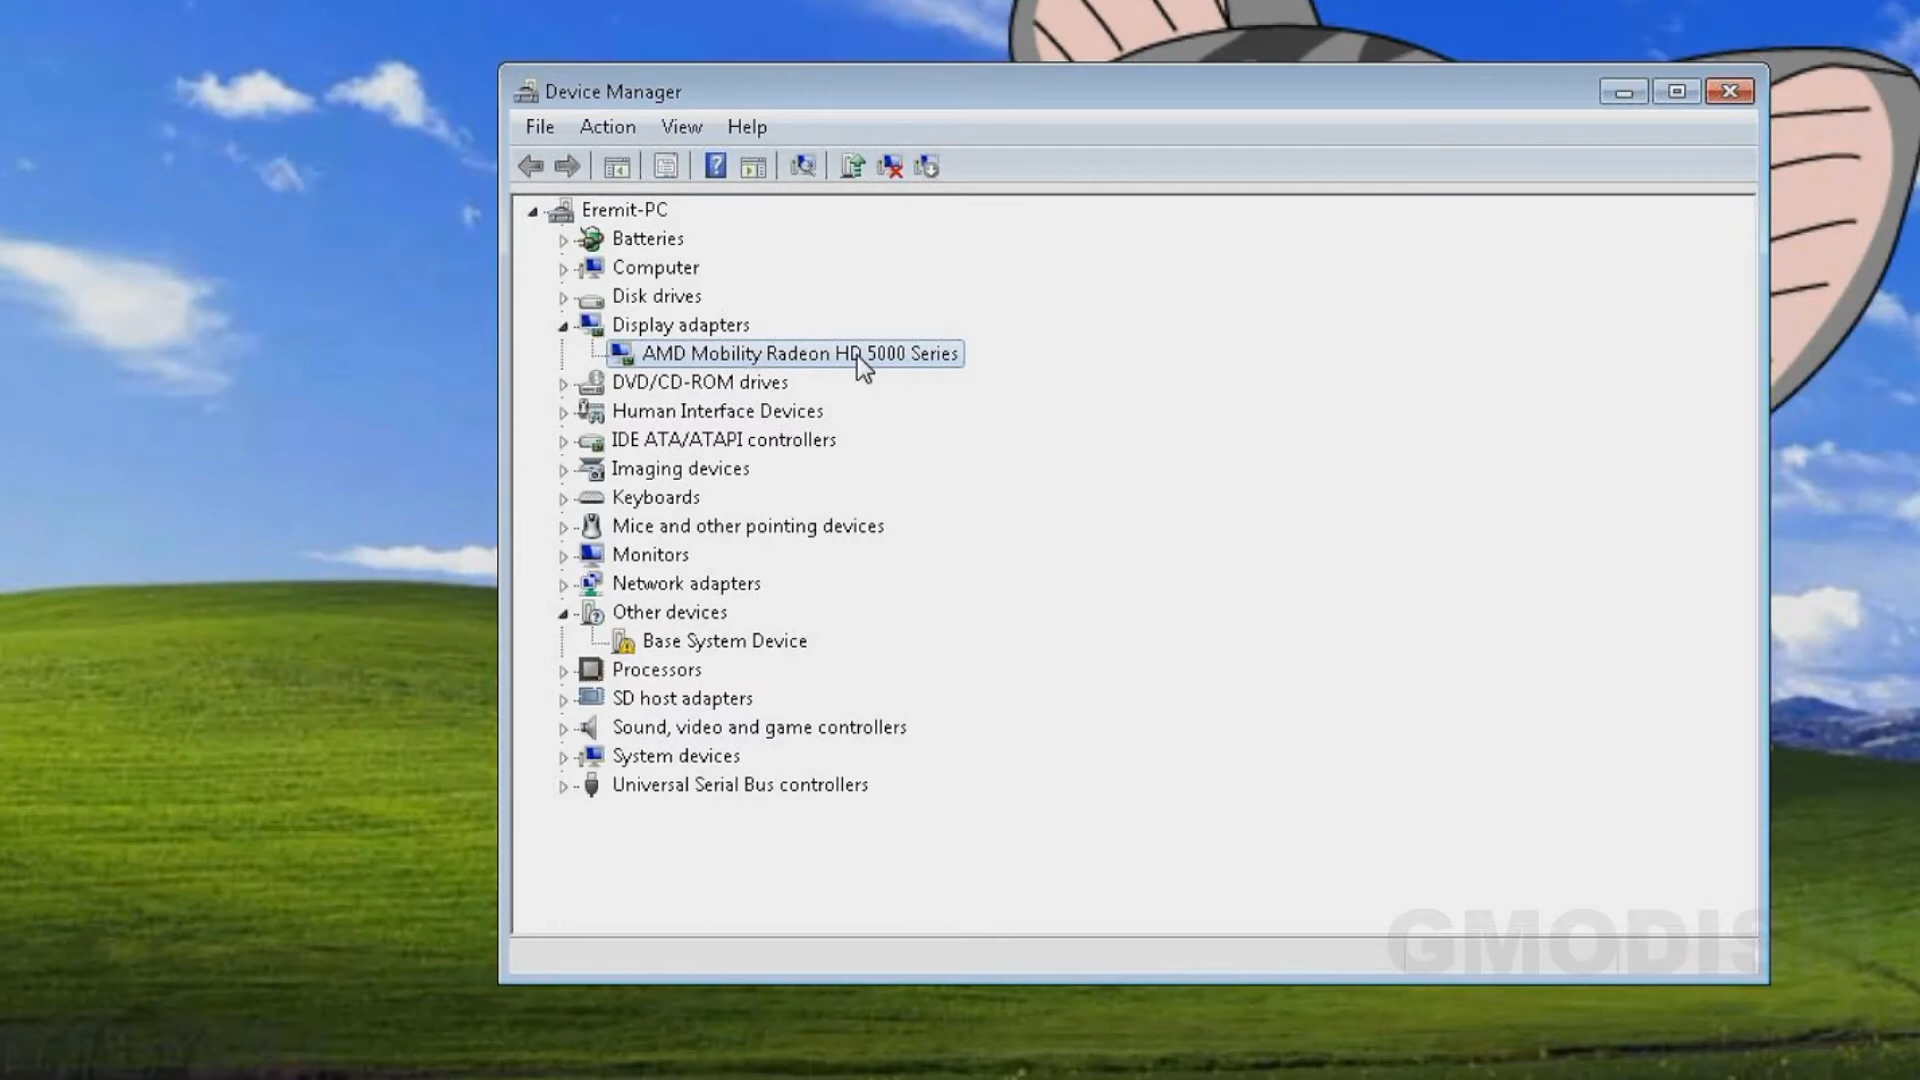 Device Manager
File Action View Help
Eremit-PC
Batteries
Computer
Disk drives
Display adapters
AMD Mobility Radeon HD 5000 Series
DVD/CD-ROM drives
Human Interface Devices
IDE ATA/ATAPI controllers
Imaging devices
Keyboards
Mice and other pointing devices
Monitors
Network adapters
Other devices
Base System Device
Processors
SD host adapters
Sound, video and game controllers
System devices
Universal Serial Bus controllers
GMODIS